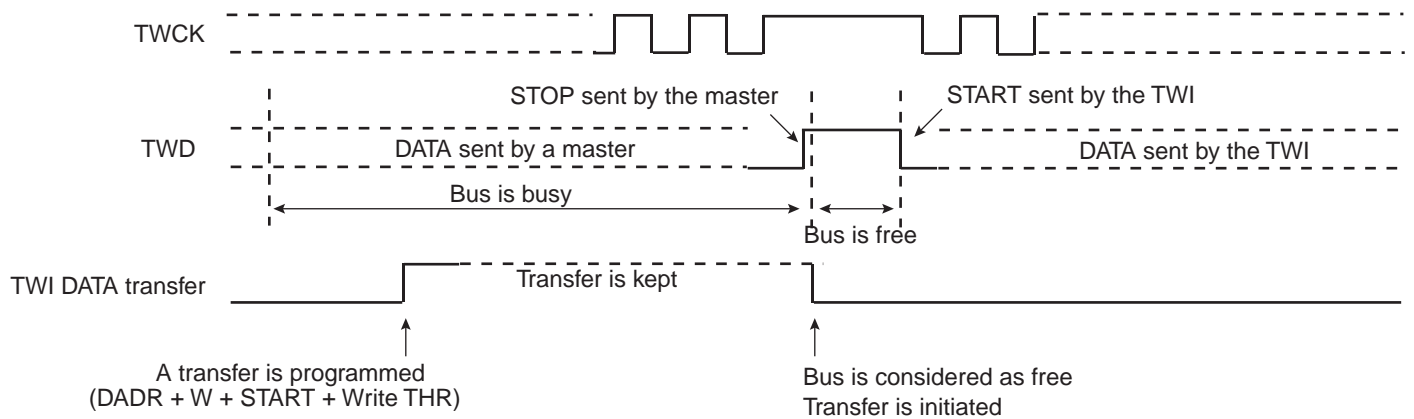 TWCK
STOP sent by the master
START sent by the TWI
TWD
DATA sent by a master
DATA sent by the TWI
Bus is busy
Bus is free
TWI DATA transfer
Transfer is kept
A transfer is programmed
(DADR + W + START + Write THR)
Bus is considered as free
Transfer is initiated